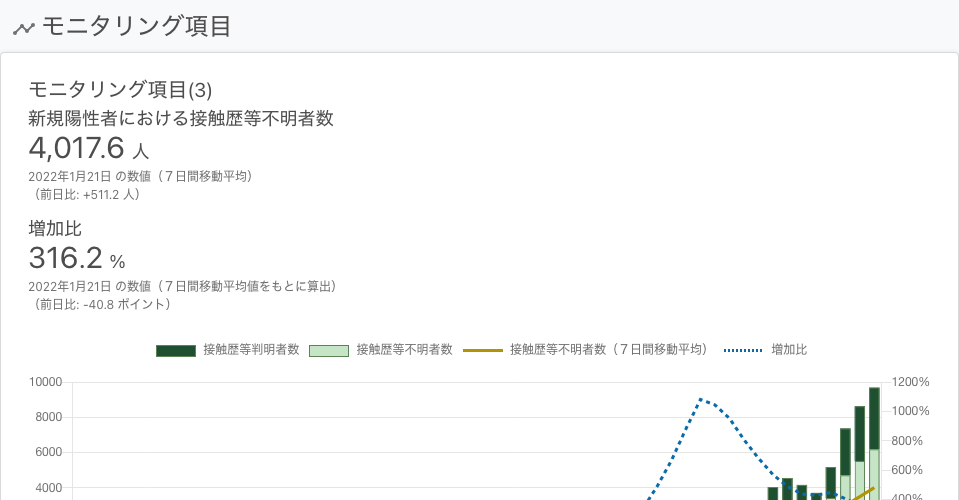 モニタリング項目
モニタリング項目(3)
新規陽性者における接触歴等不明者数
4,017.6 人
2022年1月21日 の数値（７日間移動平均）
（前日比: +511.2 人）
増加比
316.2 %
2022年1月21日 の数値（７日間移動平均値をもとに算出）
（前日比: -40.8 ポイント）
接触歴等判明者数 接触歴等不明者数 接触歴等不明者数（７日間移動平均） 増加比
10000 1200%
8000 1000%
6000 800%
600%
4000 400%